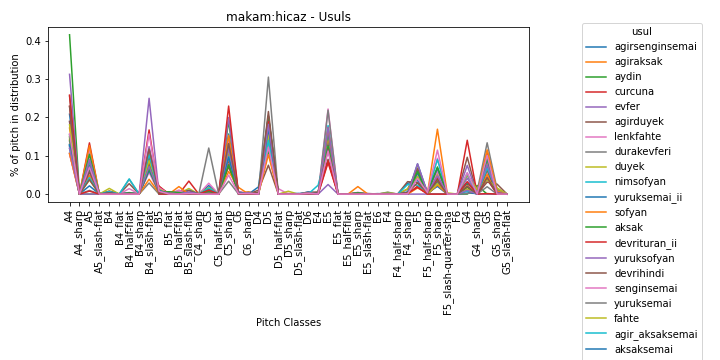 makam:hicaz - Usuls
% of pitch in distribution
0.4
0.3
0.2
0.1
0.0
A4
A4_sharp
A5
A5_slash-flat
B4
B4_flat
B4_half-flat
B4_sharp
B4_slash-flat
B5
B5_flat
B5_half-flat
B5_slash-flat
C4_sharp
C5
C5_half-flat
C5_sharp
C6
C6_sharp
D4
D5
D5_half-flat
D5_sharp
D5_slash-flat
D6
E4
E5
E5_flat
E5_half-flat
E5_sharp
E5_slash-flat
E6
F4
F4_half-sharp
F4_sharp
F5
F5_half-sharp
F5_sharp
F5_slash-quarter-sha
F6
G4
G4_sharp
G5
G5_sharp
G5_slash-flat
Pitch Classes
usul
agirsenginsemai
agiraksak
aydin
curcuna
evfer
agirduyek
lenkfahte
durakevferi
duyek
nimsofyan
yuruksemai_ii
sofyan
aksak
devrituran_ii
yuruksofyan
devrihindi
senginsemai
yuruksemai
fahte
agir_aksaksemai
aksaksemai